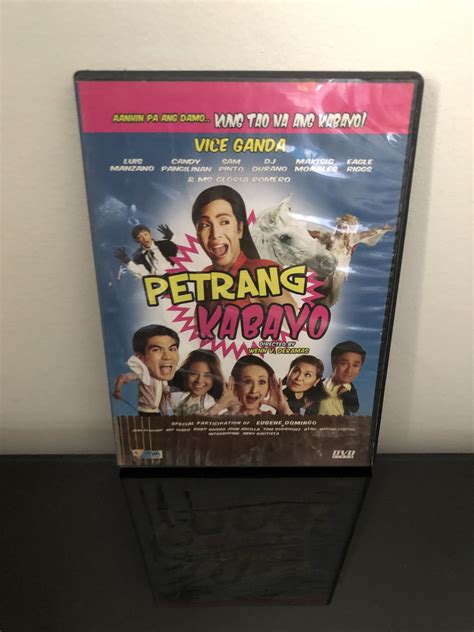 AANHIN PA ANG DAMO.. KUNG TAO NA ANG KABAYO!
VICE GANDA
LUIS MANZANO CANDY PANGILINAN SAM PINTO DJ DURANO MAKISIG MORALES EAGLE RIGGS
& MS. GLORIA ROMERO
PETRANG
KABAYO
DIRECTED BY
WENN V. DERAMAS
SPECIAL PARTICIPATION OF EUGENE DOMINGO
VIVA
DVD